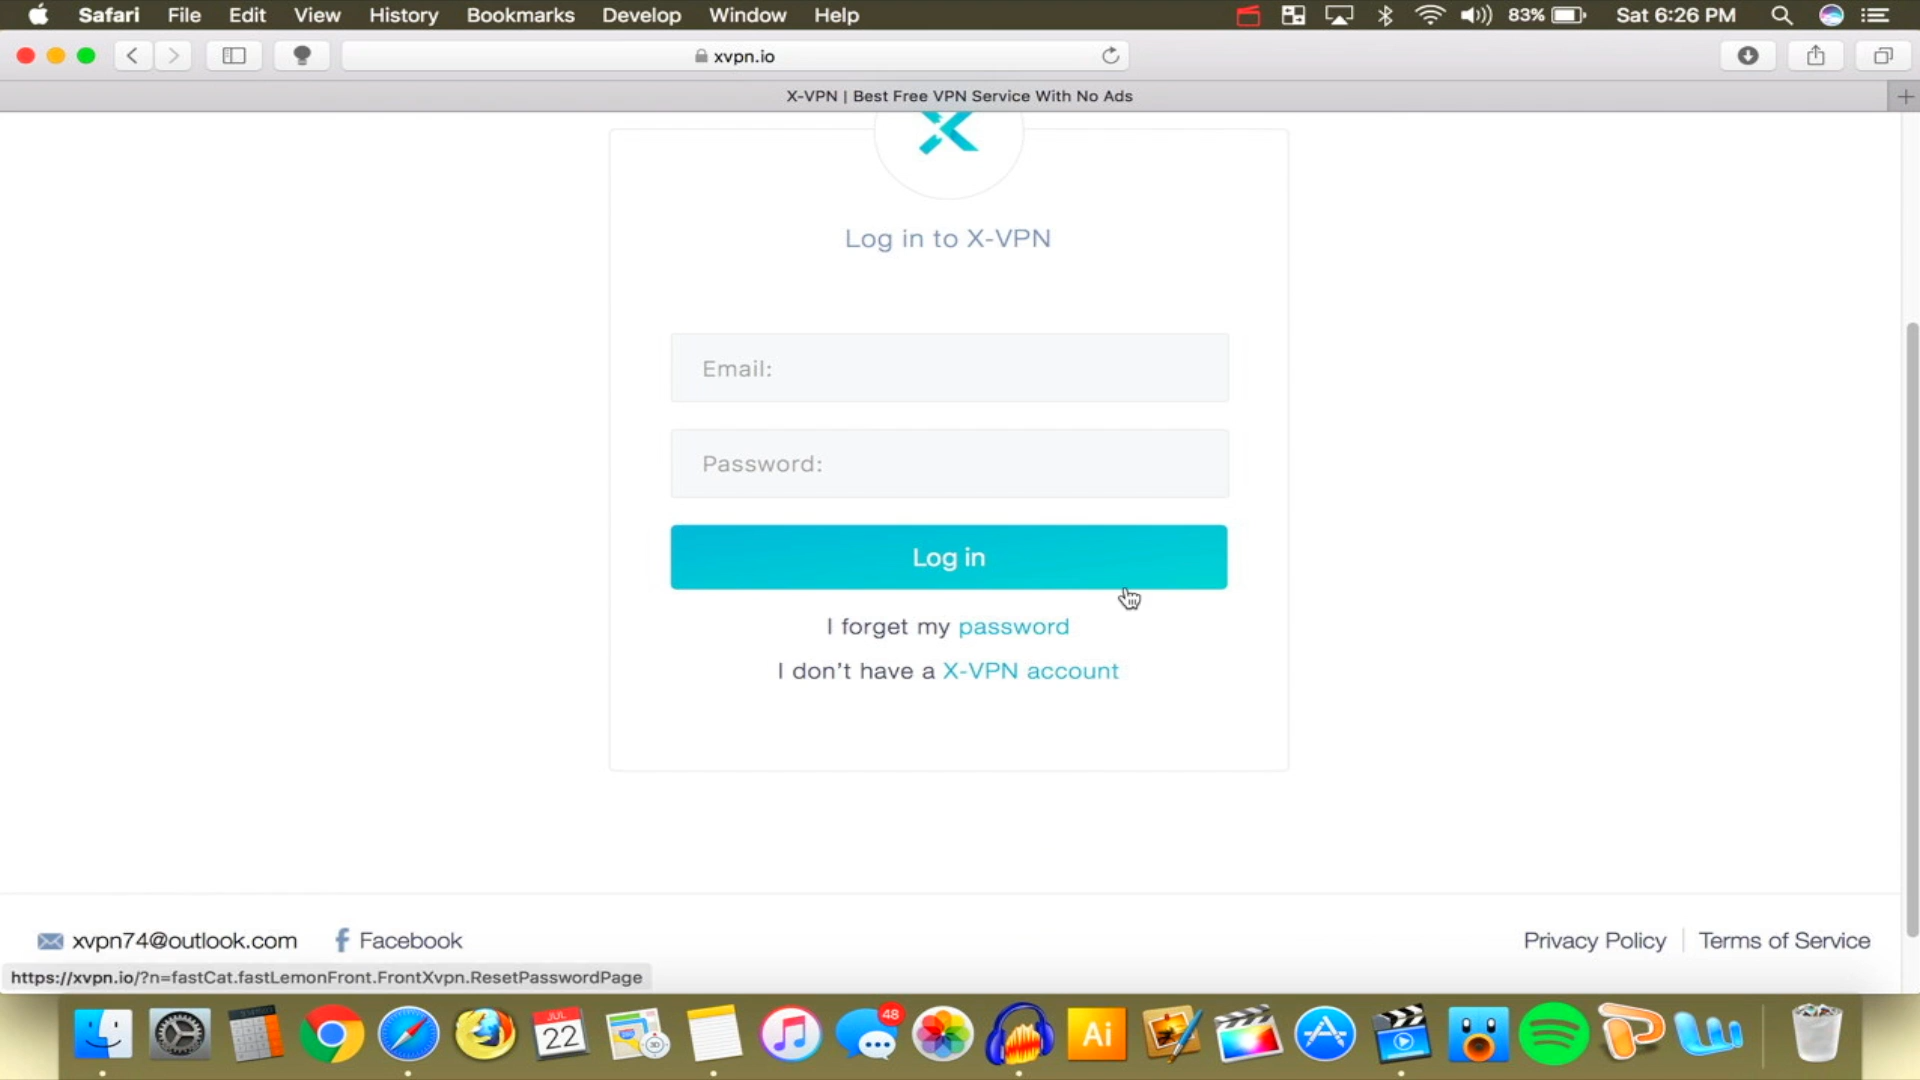 Safari File Edit View History Bookmarks Develop Window Help 83% Sat 6:26 PM
xvpn.io
X-VPN | Best Free VPN Service With No Ads
Log in to X-VPN
Email:
Password:
Log in
I forget my password
I don't have a X-VPN account
xvpn74@outlook.com Facebook Privacy Policy Terms of Service
https://xvpn.io/?n=fastCat.fastLemonFront.FrontXvpn.ResetPasswordPage
JUL
22
3D
48
Ai